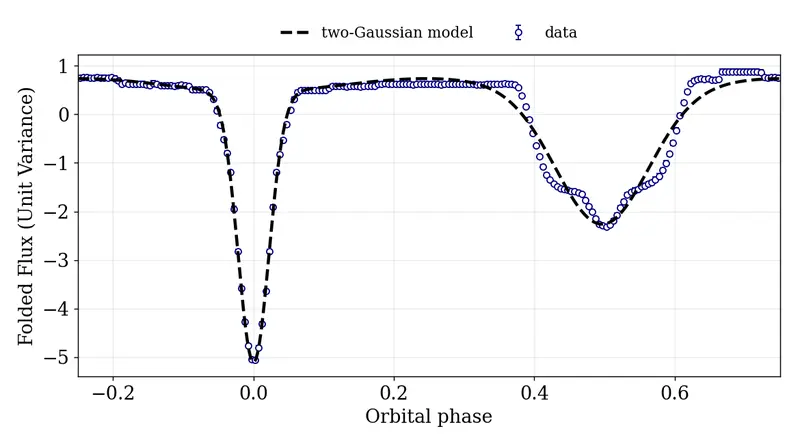 two-Gaussian model data
1
0
−1
−2
−3
−4
−5
Folded Flux (Unit Variance)
−0.2 0.0 0.2 0.4 0.6
Orbital phase